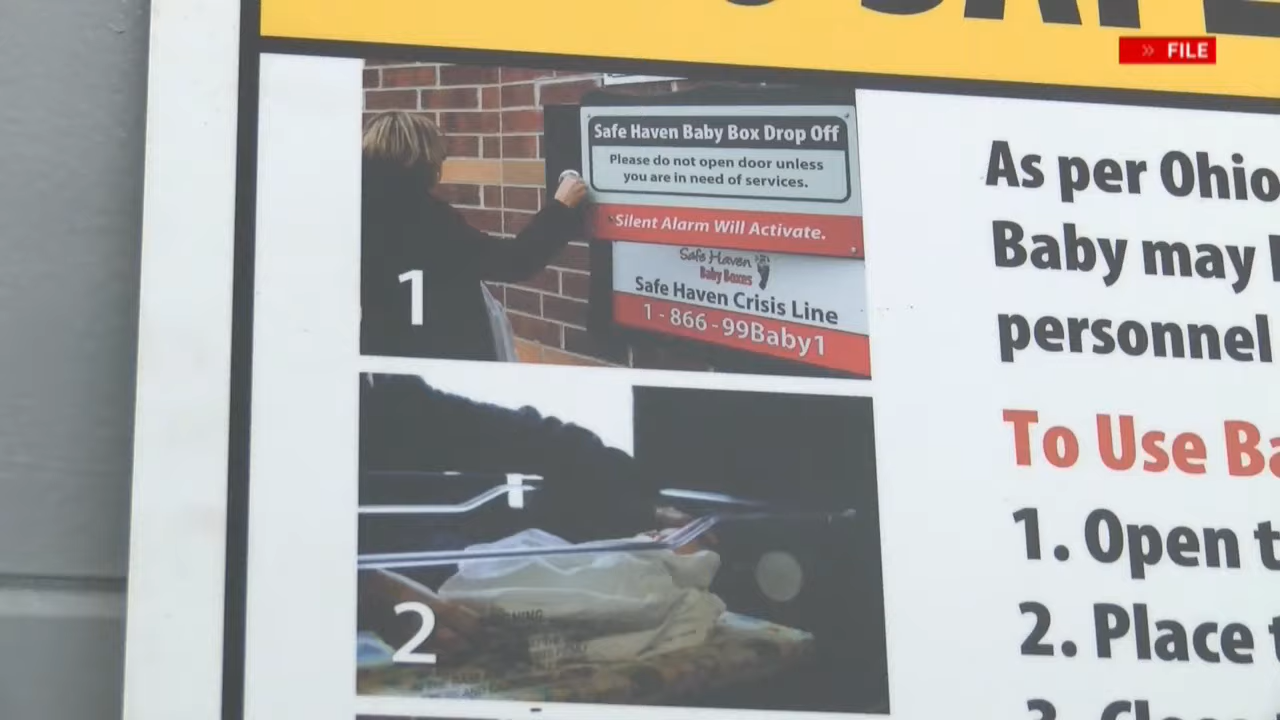 » FILE
Safe Haven Baby Box Drop Off
Please do not open door unless
you are in need of services.
Silent Alarm Will Activate.
Safe Haven
Baby Boxes
Safe Haven Crisis Line
1-866-99Baby1
1
2
As per Ohio
Baby may
personnel
To Use
1. Open
2. Place